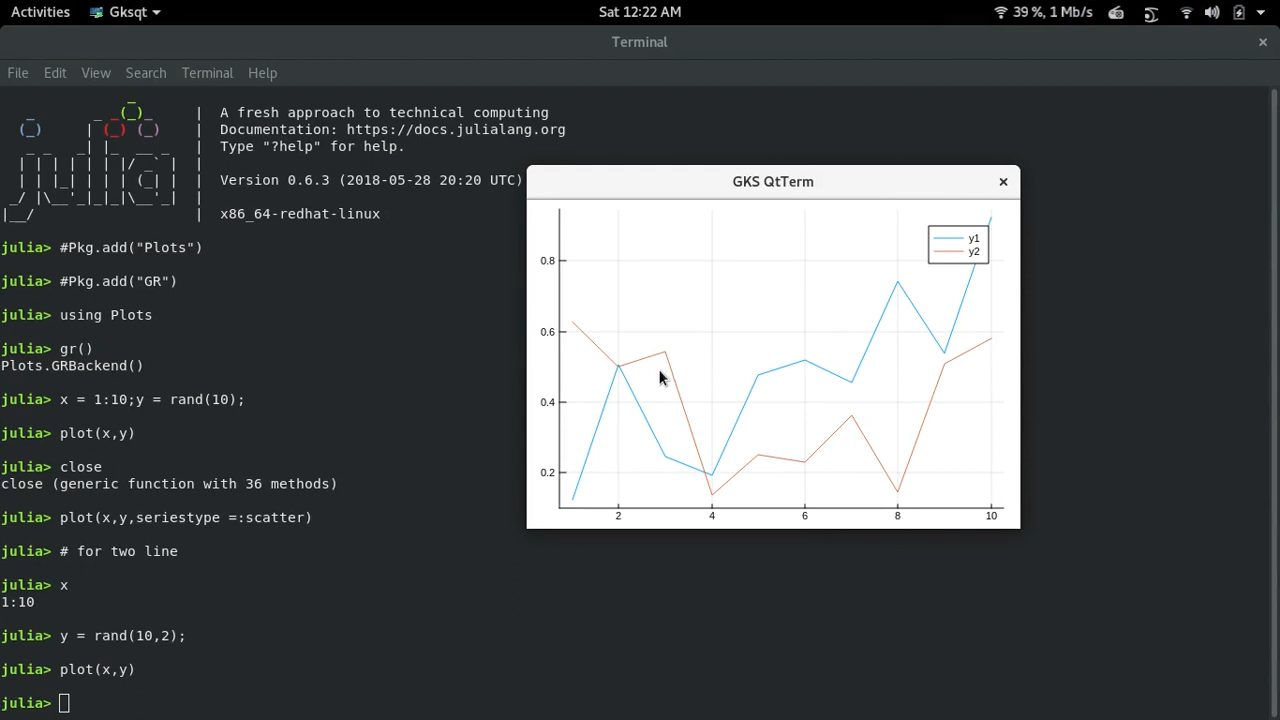 Activities Gksqt Sat 12:22 AM 39 %, 1 Mb/s
Terminal
File Edit View Search Terminal Help
| A fresh approach to technical computing
| Documentation: https://docs.julialang.org
| Type "?help" for help.
| Version 0.6.3 (2018-05-28 20:20 UTC)
| x86_64-redhat-linux
julia> #Pkg.add("Plots")
julia> #Pkg.add("GR")
julia> using Plots
julia> gr()
Plots.GRBackend()
julia> x = 1:10;y = rand(10);
julia> plot(x,y)
julia> close
close (generic function with 36 methods)
julia> plot(x,y,seriestype =:scatter)
julia> # for two line
julia> x
1:10
julia> y = rand(10,2);
julia> plot(x,y)
julia>
GKS QtTerm
y1
y2
0.8
0.6
0.4
0.2
2 4 6 8 10